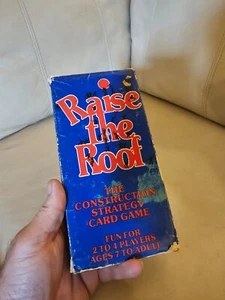 Raise
the
Roof
THE
CONSTRUCTION
STRATEGY
CARD GAME
FUN FOR
2 TO 4 PLAYERS
AGES 7 TO ADULT